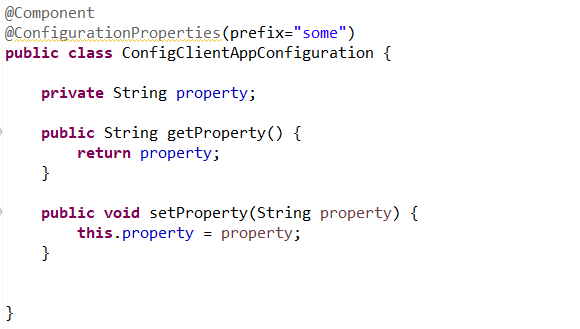 @Component
@ConfigurationProperties(prefix="some")
public class ConfigClientAppConfiguration {
private String property;
public String getProperty() {
return property;
}
public void setProperty(String property) {
this.property = property;
}
}